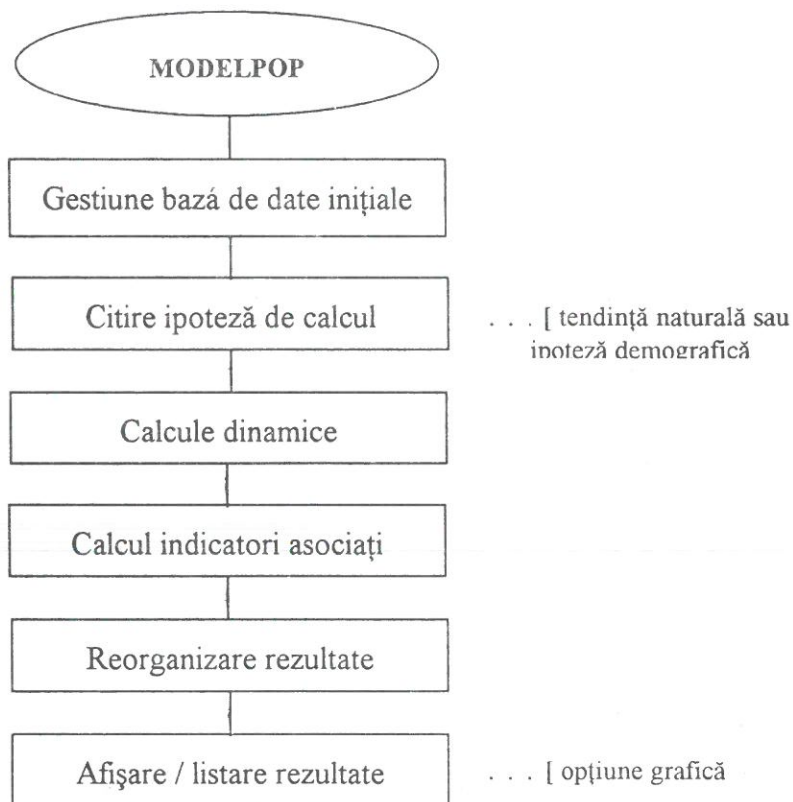 MODELPOP
Gestiune bază de date inițiale
Citire ipoteză de calcul
. . . [ tendință naturală sau
ipoteză demografică
Calcule dinamice
Calcul indicatori asociați
Reorganizare rezultate
Afișare / listare rezultate
. . . [ opțiune grafică